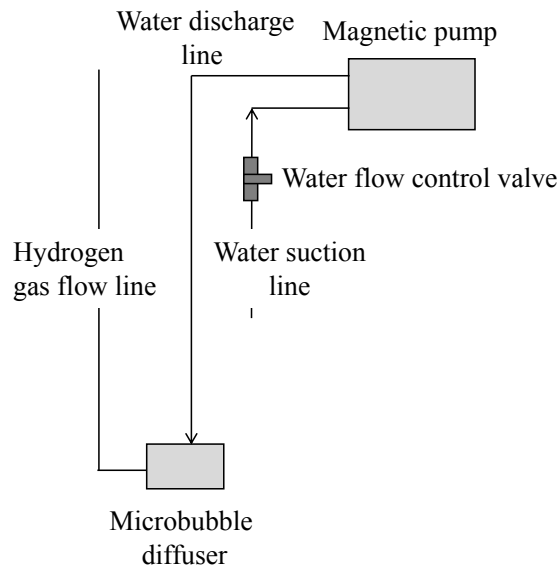 Water discharge
line
Magnetic pump
Water flow control valve
Hydrogen
gas flow line
Water suction
line
Microbubble
diffuser